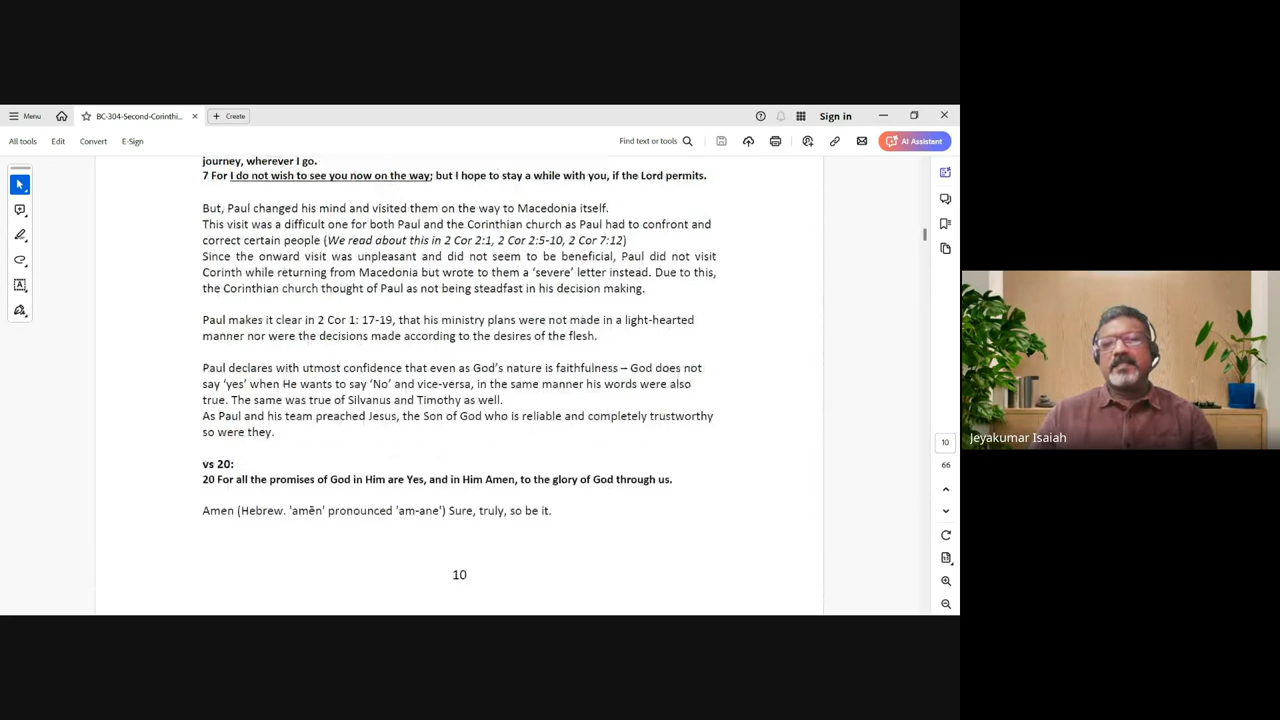 Menu
BC-304-Second-Corinthi...
Create
Sign in
All tools
Edit
Convert
E-Sign
Find text or tools
AI Assistant
journey, wherever I go.
7 For I do not wish to see you now on the way; but I hope to stay a while with you, if the Lord permits.
But, Paul changed his mind and visited them on the way to Macedonia itself.
This visit was a difficult one for both Paul and the Corinthian church as Paul had to confront and
correct certain people (We read about this in 2 Cor 2:1, 2 Cor 2:5-10, 2 Cor 7:12)
Since the onward visit was unpleasant and did not seem to be beneficial, Paul did not visit
Corinth while returning from Macedonia but wrote to them a ‘severe’ letter instead. Due to this,
the Corinthian church thought of Paul as not being steadfast in his decision making.
Paul makes it clear in 2 Cor 1: 17-19, that his ministry plans were not made in a light-hearted
manner nor were the decisions made according to the desires of the flesh.
Paul declares with utmost confidence that even as God’s nature is faithfulness – God does not
say ‘yes’ when He wants to say ‘No’ and vice-versa, in the same manner his words were also
true. The same was true of Silvanus and Timothy as well.
As Paul and his team preached Jesus, the Son of God who is reliable and completely trustworthy
so were they.
vs 20:
20 For all the promises of God in Him are Yes, and in Him Amen, to the glory of God through us.
Amen (Hebrew. 'amēn' pronounced 'am-ane') Sure, truly, so be it.
10
10
66
Jeyakumar Isaiah